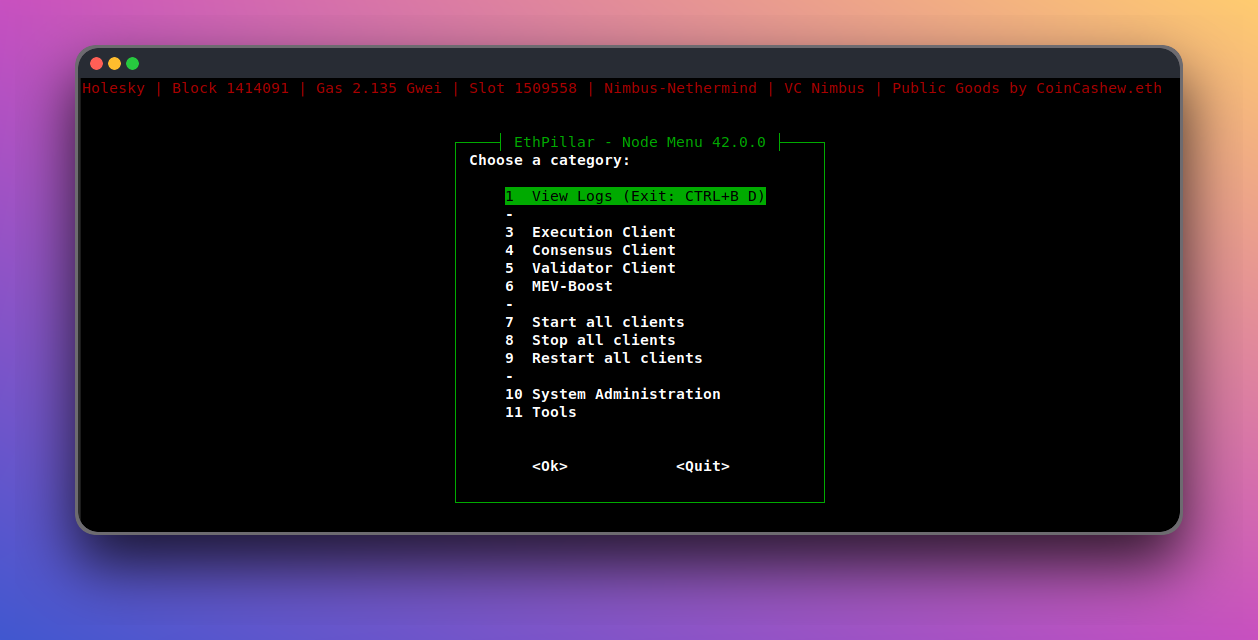 Holesky | Block 1414091 | Gas 2.135 Gwei | Slot 1509558 | Nimbus-Nethermind | VC Nimbus | Public Goods by CoinCashew.eth
EthPillar - Node Menu 42.0.0
Choose a category:
1 View Logs (Exit: CTRL+B D)
-
3 Execution Client
4 Consensus Client
5 Validator Client
6 MEV-Boost
-
7 Start all clients
8 Stop all clients
9 Restart all clients
-
10 System Administration
11 Tools
<Ok> <Quit>